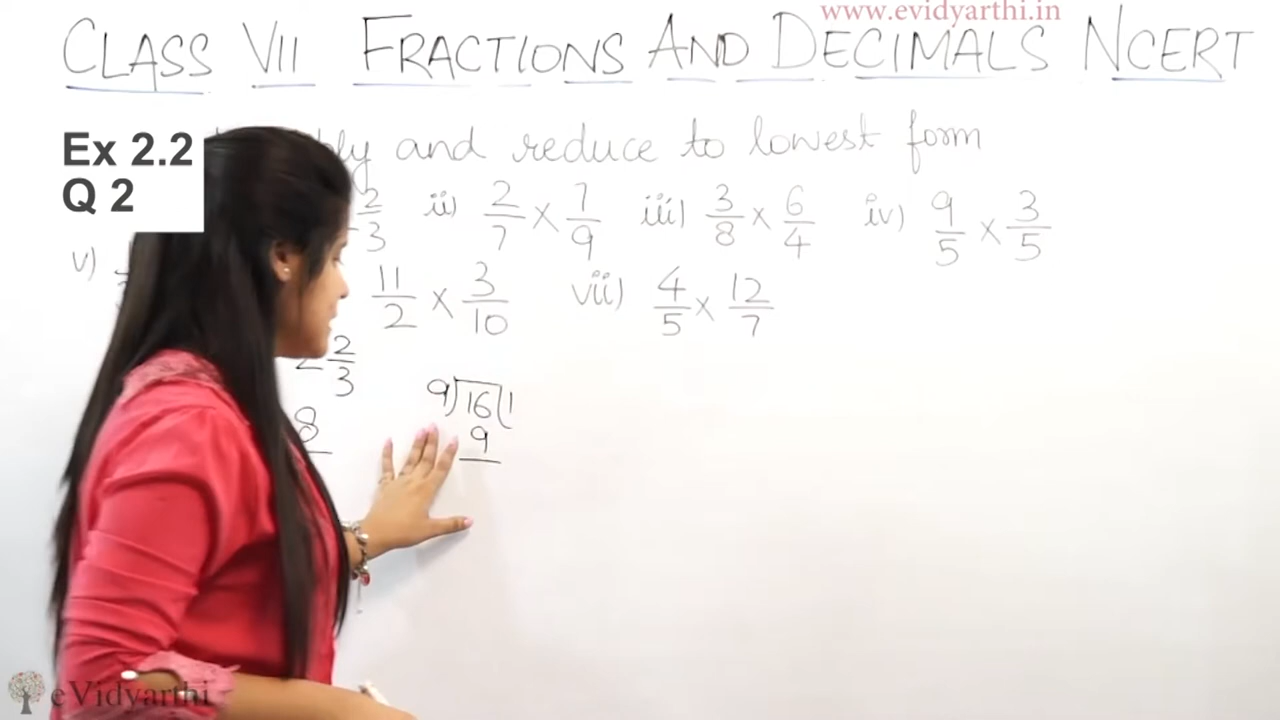 www.evidyarthi.in
CLASS VII FRACTIONS AND DECIMALS NCERT
Ex 2.2
Q 2
and reduce to lowest form
2/3 ii) 2/7 × 7/9 iii) 3/8 × 6/4 iv) 9/5 × 3/5
v) 11/2 × 3/10 vii) 4/5 × 12/7
2 2/3
8
9)16(1
9
eVidyarthi